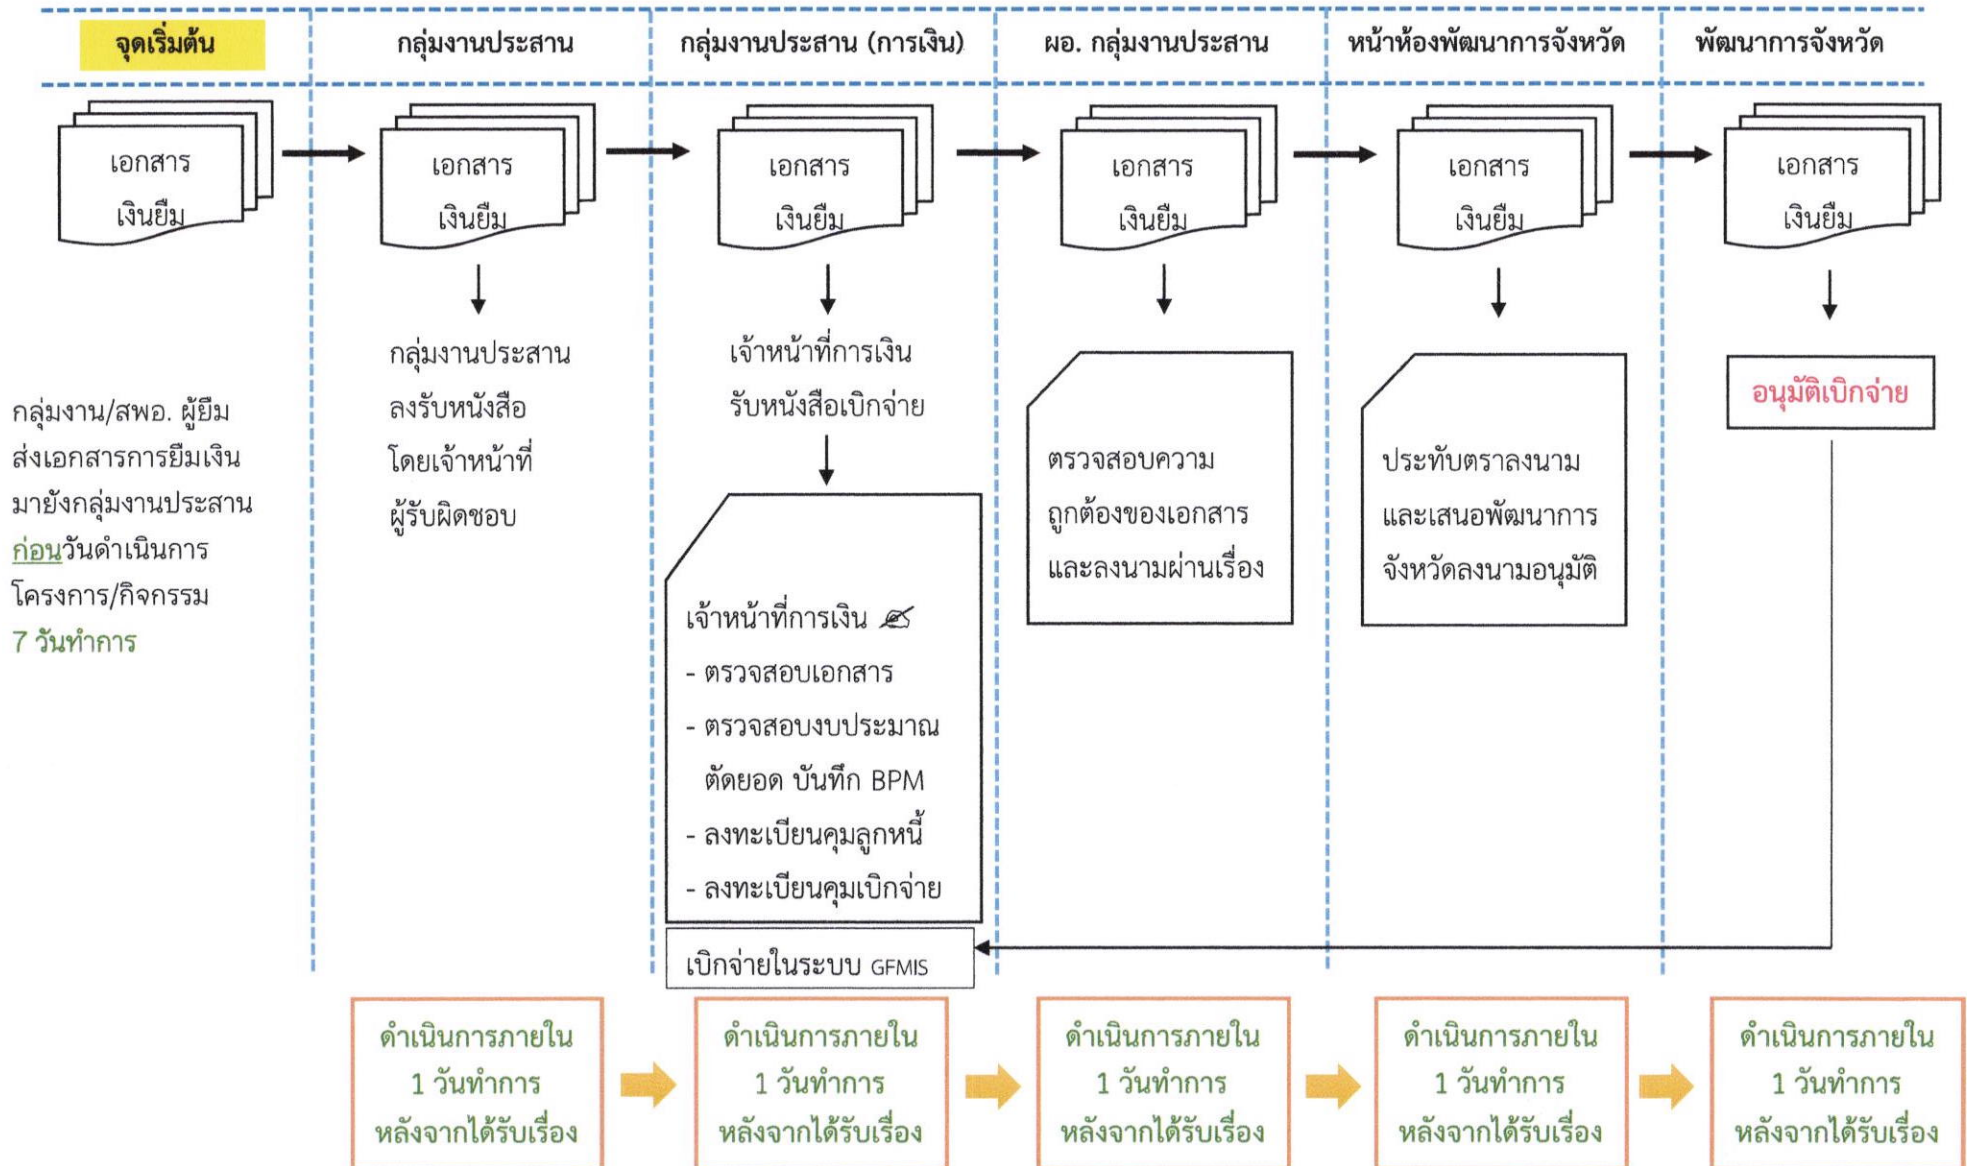 จุดเริ่มต้น
กลุ่มงานประสาน
กลุ่มงานประสาน (การเงิน)
ผอ. กลุ่มงานประสาน
หน้าห้องพัฒนาการจังหวัด
พัฒนาการจังหวัด
เอกสาร
เงินยืม
เอกสาร
เงินยืม
เอกสาร
เงินยืม
เอกสาร
เงินยืม
เอกสาร
เงินยืม
เอกสาร
เงินยืม
กลุ่มงาน/สพอ. ผู้ยืม
ส่งเอกสารการยืมเงิน
มายังกลุ่มงานประสาน
ก่อนวันดำเนินการ
โครงการ/กิจกรรม
7 วันทำการ
กลุ่มงานประสาน
ลงรับหนังสือ
โดยเจ้าหน้าที่
ผู้รับผิดชอบ
เจ้าหน้าที่การเงิน
รับหนังสือเบิกจ่าย
เจ้าหน้าที่การเงิน
- ตรวจสอบเอกสาร
- ตรวจสอบงบประมาณ
ตัดยอด บันทึก BPM
- ลงทะเบียนคุมลูกหนี้
- ลงทะเบียนคุมเบิกจ่าย
เบิกจ่ายในระบบ GFMIS
ตรวจสอบความ
ถูกต้องของเอกสาร
และลงนามผ่านเรื่อง
ประทับตราลงนาม
และเสนอพัฒนาการ
จังหวัดลงนามอนุมัติ
อนุมัติเบิกจ่าย
ดำเนินการภายใน
1 วันทำการ
หลังจากได้รับเรื่อง
ดำเนินการภายใน
1 วันทำการ
หลังจากได้รับเรื่อง
ดำเนินการภายใน
1 วันทำการ
หลังจากได้รับเรื่อง
ดำเนินการภายใน
1 วันทำการ
หลังจากได้รับเรื่อง
ดำเนินการภายใน
1 วันทำการ
หลังจากได้รับเรื่อง